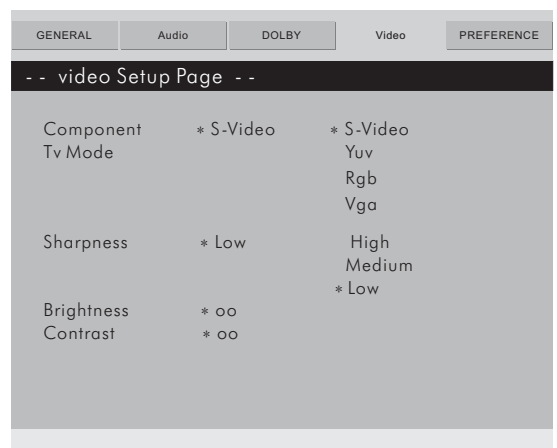 GENERAL Audio DOLBY Video PREFERENCE
- - video Setup Page - -
Component * S-Video * S-Video
Tv Mode Yuv
Rgb
Vga
Sharpness * Low High
Medium
* Low
Brightness * oo
Contrast * oo